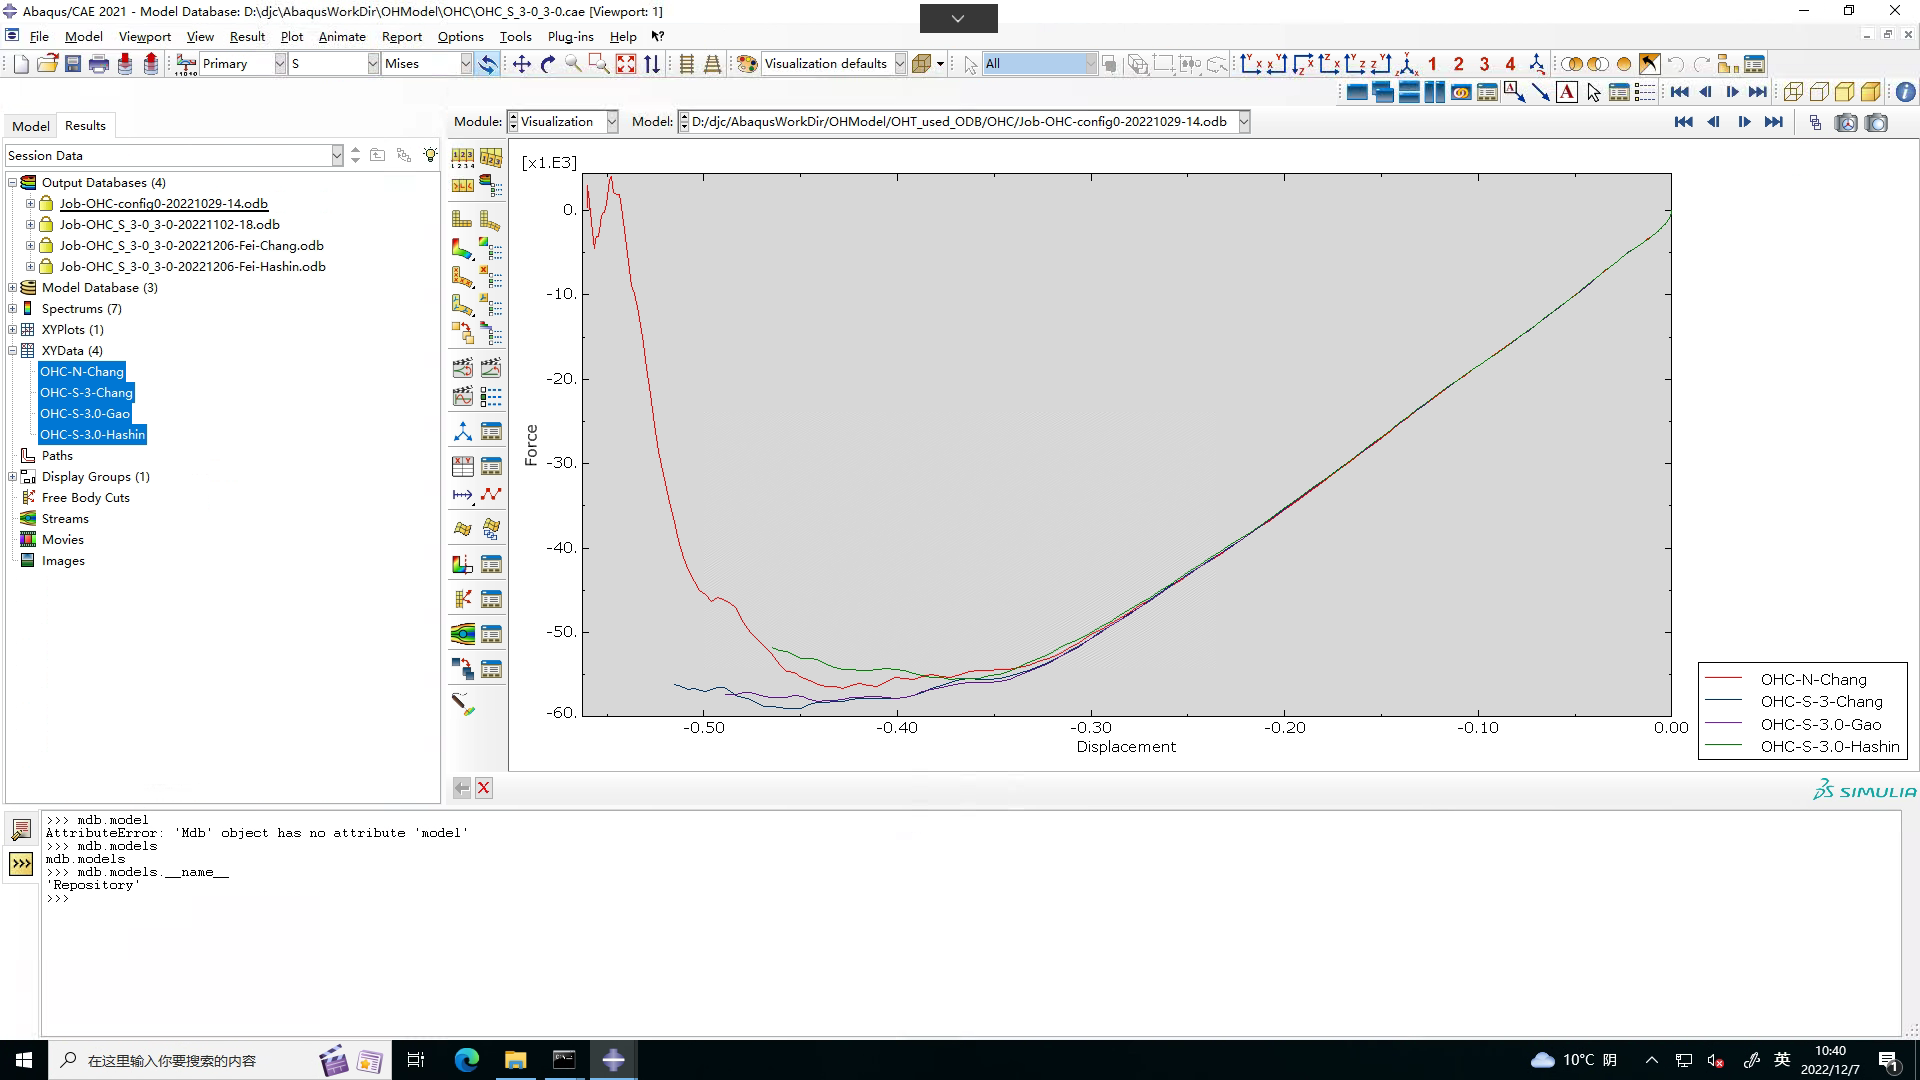 Abaqus/CAE 2021 - Model Database: D:\djc\AbaqusWorkDir\OHModel\OHC\OHC_S_3-0_3-0.cae [Viewport: 1]
File Model Viewport View Result Plot Animate Report Options Tools Plug-ins Help
Primary S Mises Visualization defaults All 1 2 3 4
Model Results
Module: Visualization Model: D:/djc/AbaqusWorkDir/OHModel/OHT_used_ODB/OHC/Job-OHC-config0-20221029-14.odb
Session Data
Output Databases (4)
Job-OHC-config0-20221029-14.odb
Job-OHC_S_3-0_3-0-20221102-18.odb
Job-OHC_S_3-0_3-0-20221206-Fei-Chang.odb
Job-OHC_S_3-0_3-0-20221206-Fei-Hashin.odb
Model Database (3)
Spectrums (7)
XYPlots (1)
XYData (4)
OHC-N-Chang
OHC-S-3-Chang
OHC-S-3.0-Gao
OHC-S-3.0-Hashin
Paths
Display Groups (1)
Free Body Cuts
Streams
Movies
Images
[x1.E3]
0.
-10.
-20.
-30.
-40.
-50.
-60.
Force
-0.50 -0.40 -0.30 -0.20 -0.10 0.00
Displacement
OHC-N-Chang
OHC-S-3-Chang
OHC-S-3.0-Gao
OHC-S-3.0-Hashin
SIMULIA
>>> mdb.model
AttributeError: 'Mdb' object has no attribute 'model'
>>> mdb.models
mdb.models
>>> mdb.models.__name__
'Repository'
>>>
在这里输入你要搜索的内容
10°C 阴
英
10:40
2022/12/7
1